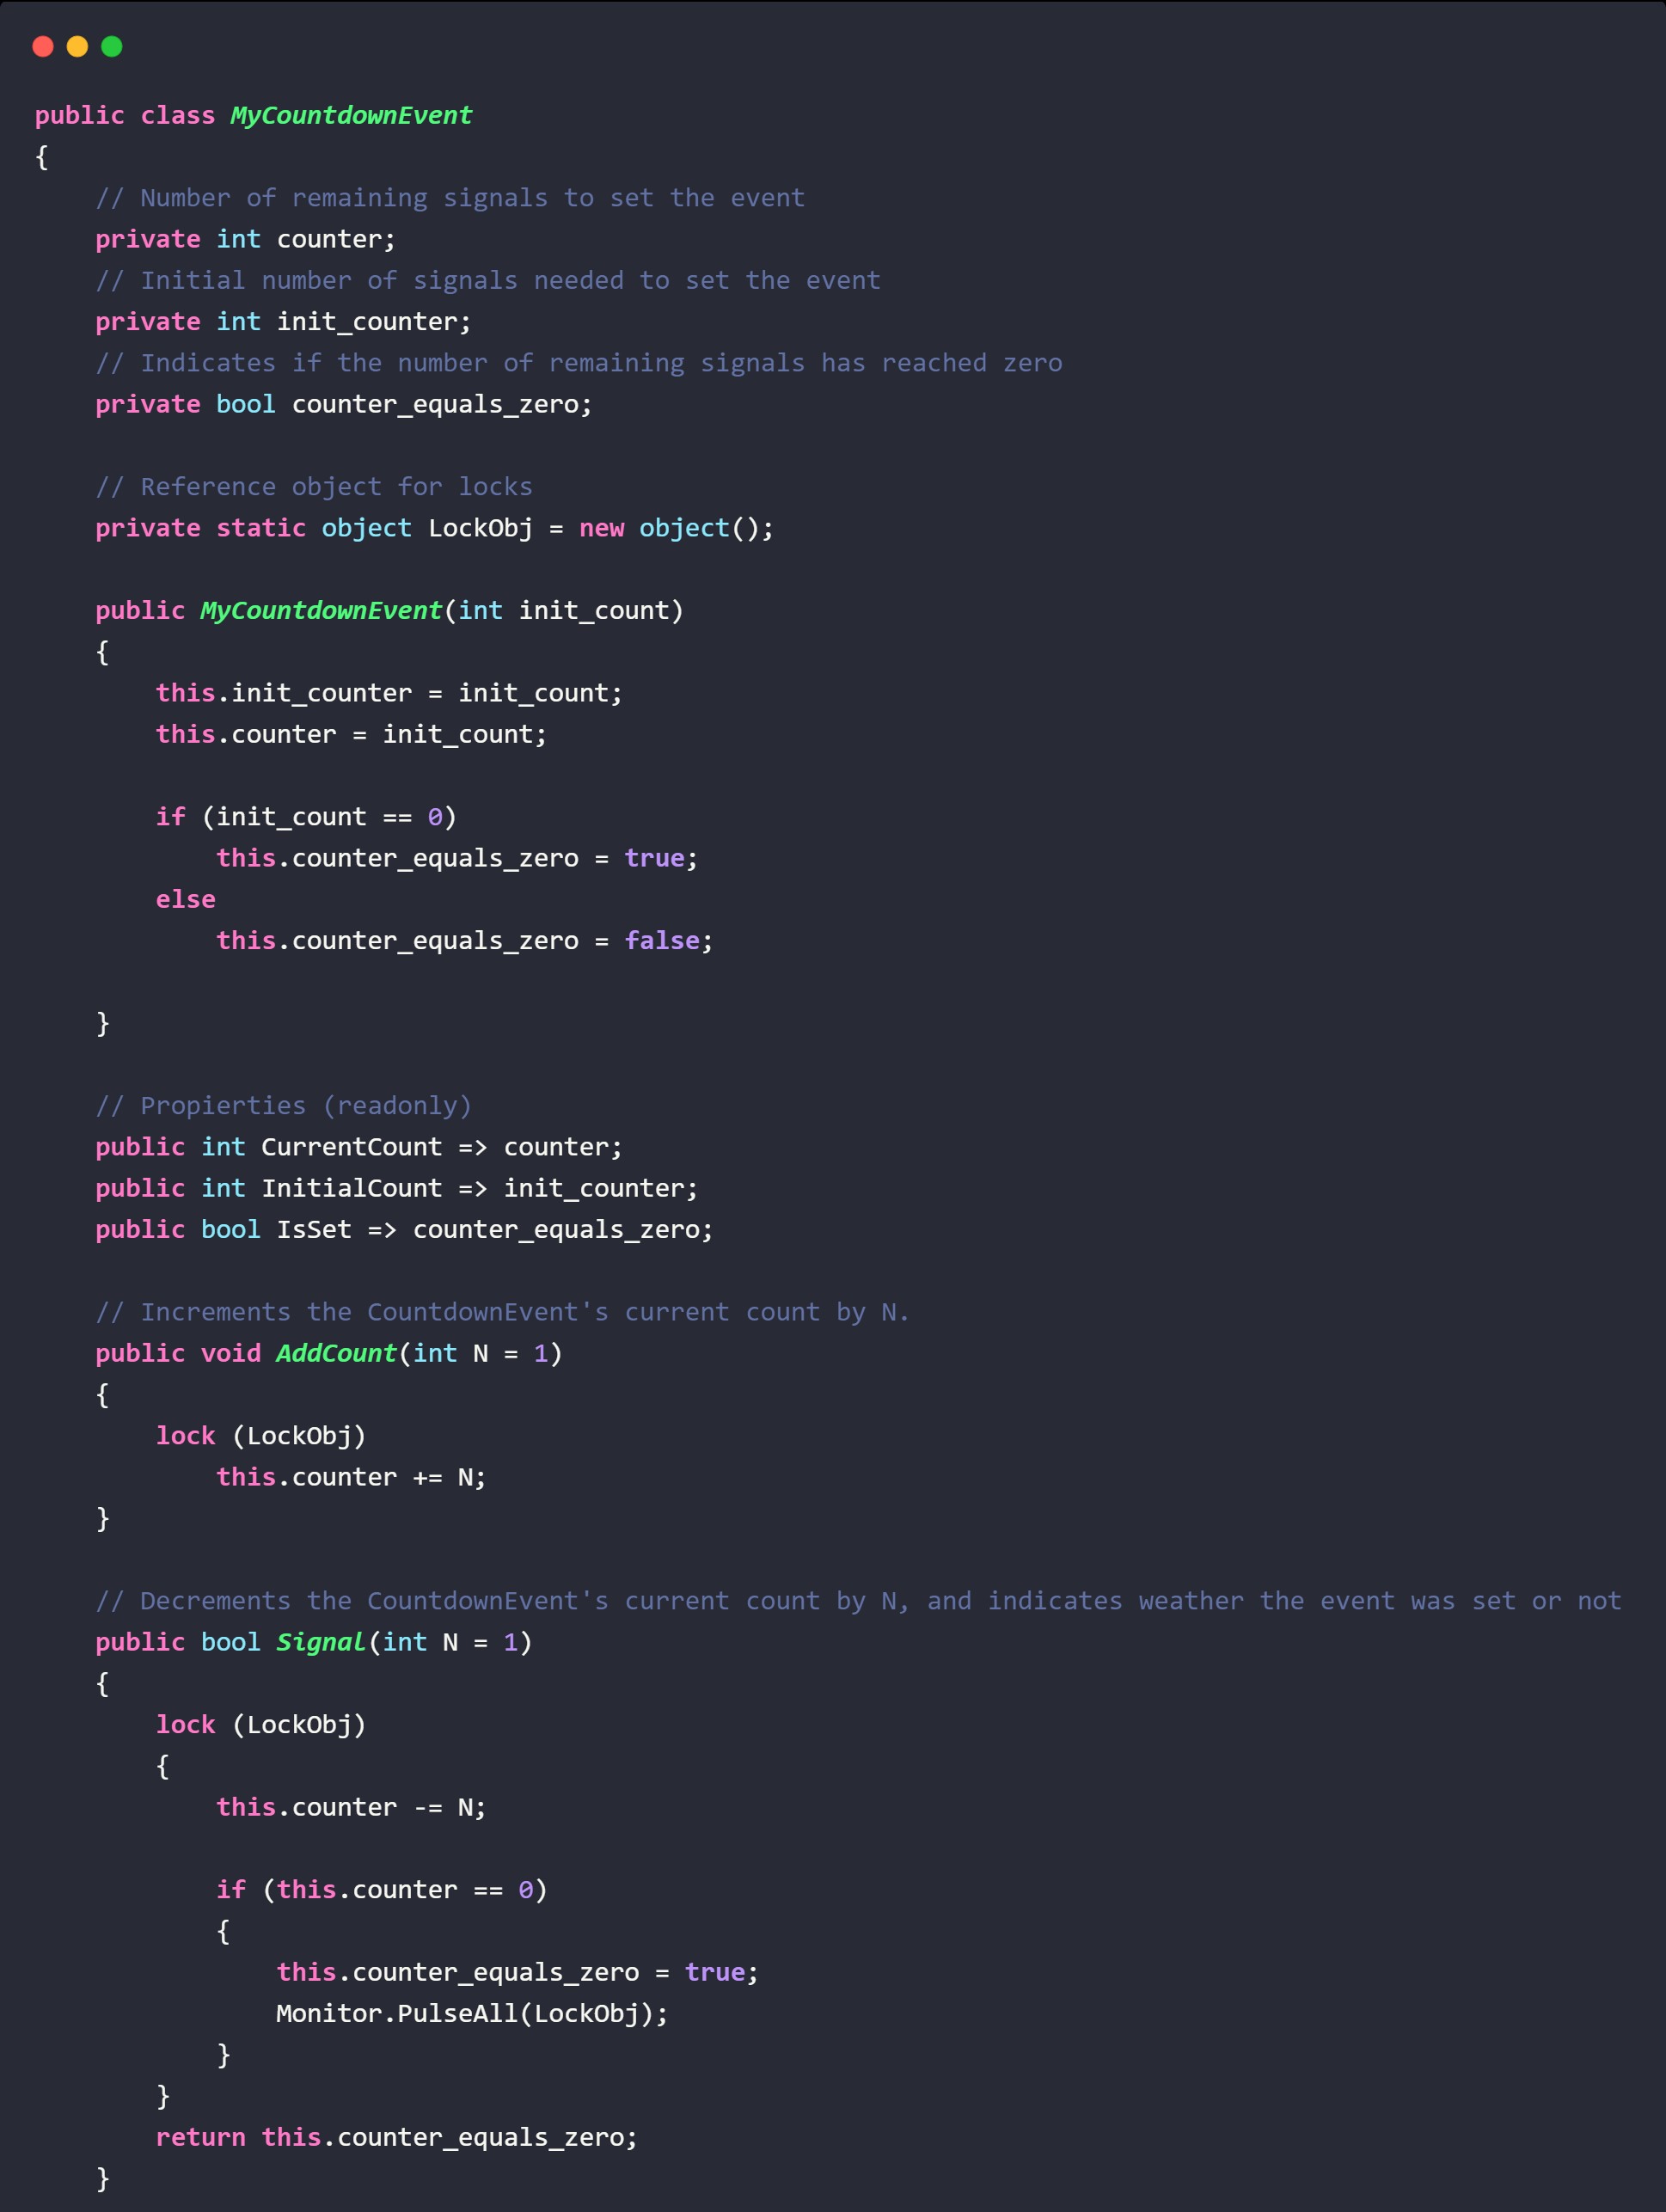 public class MyCountdownEvent
{
    // Number of remaining signals to set the event
    private int counter;
    // Initial number of signals needed to set the event
    private int init_counter;
    // Indicates if the number of remaining signals has reached zero
    private bool counter_equals_zero;

    // Reference object for locks
    private static object LockObj = new object();

    public MyCountdownEvent(int init_count)
    {
        this.init_counter = init_count;
        this.counter = init_count;

        if (init_count == 0)
            this.counter_equals_zero = true;
        else
            this.counter_equals_zero = false;

    }

    // Propierties (readonly)
    public int CurrentCount => counter;
    public int InitialCount => init_counter;
    public bool IsSet => counter_equals_zero;

    // Increments the CountdownEvent's current count by N.
    public void AddCount(int N = 1)
    {
        lock (LockObj)
            this.counter += N;
    }

    // Decrements the CountdownEvent's current count by N, and indicates weather the event was set or not
    public bool Signal(int N = 1)
    {
        lock (LockObj)
        {
            this.counter -= N;

            if (this.counter == 0)
            {
                this.counter_equals_zero = true;
                Monitor.PulseAll(LockObj);
            }
        }
        return this.counter_equals_zero;
    }